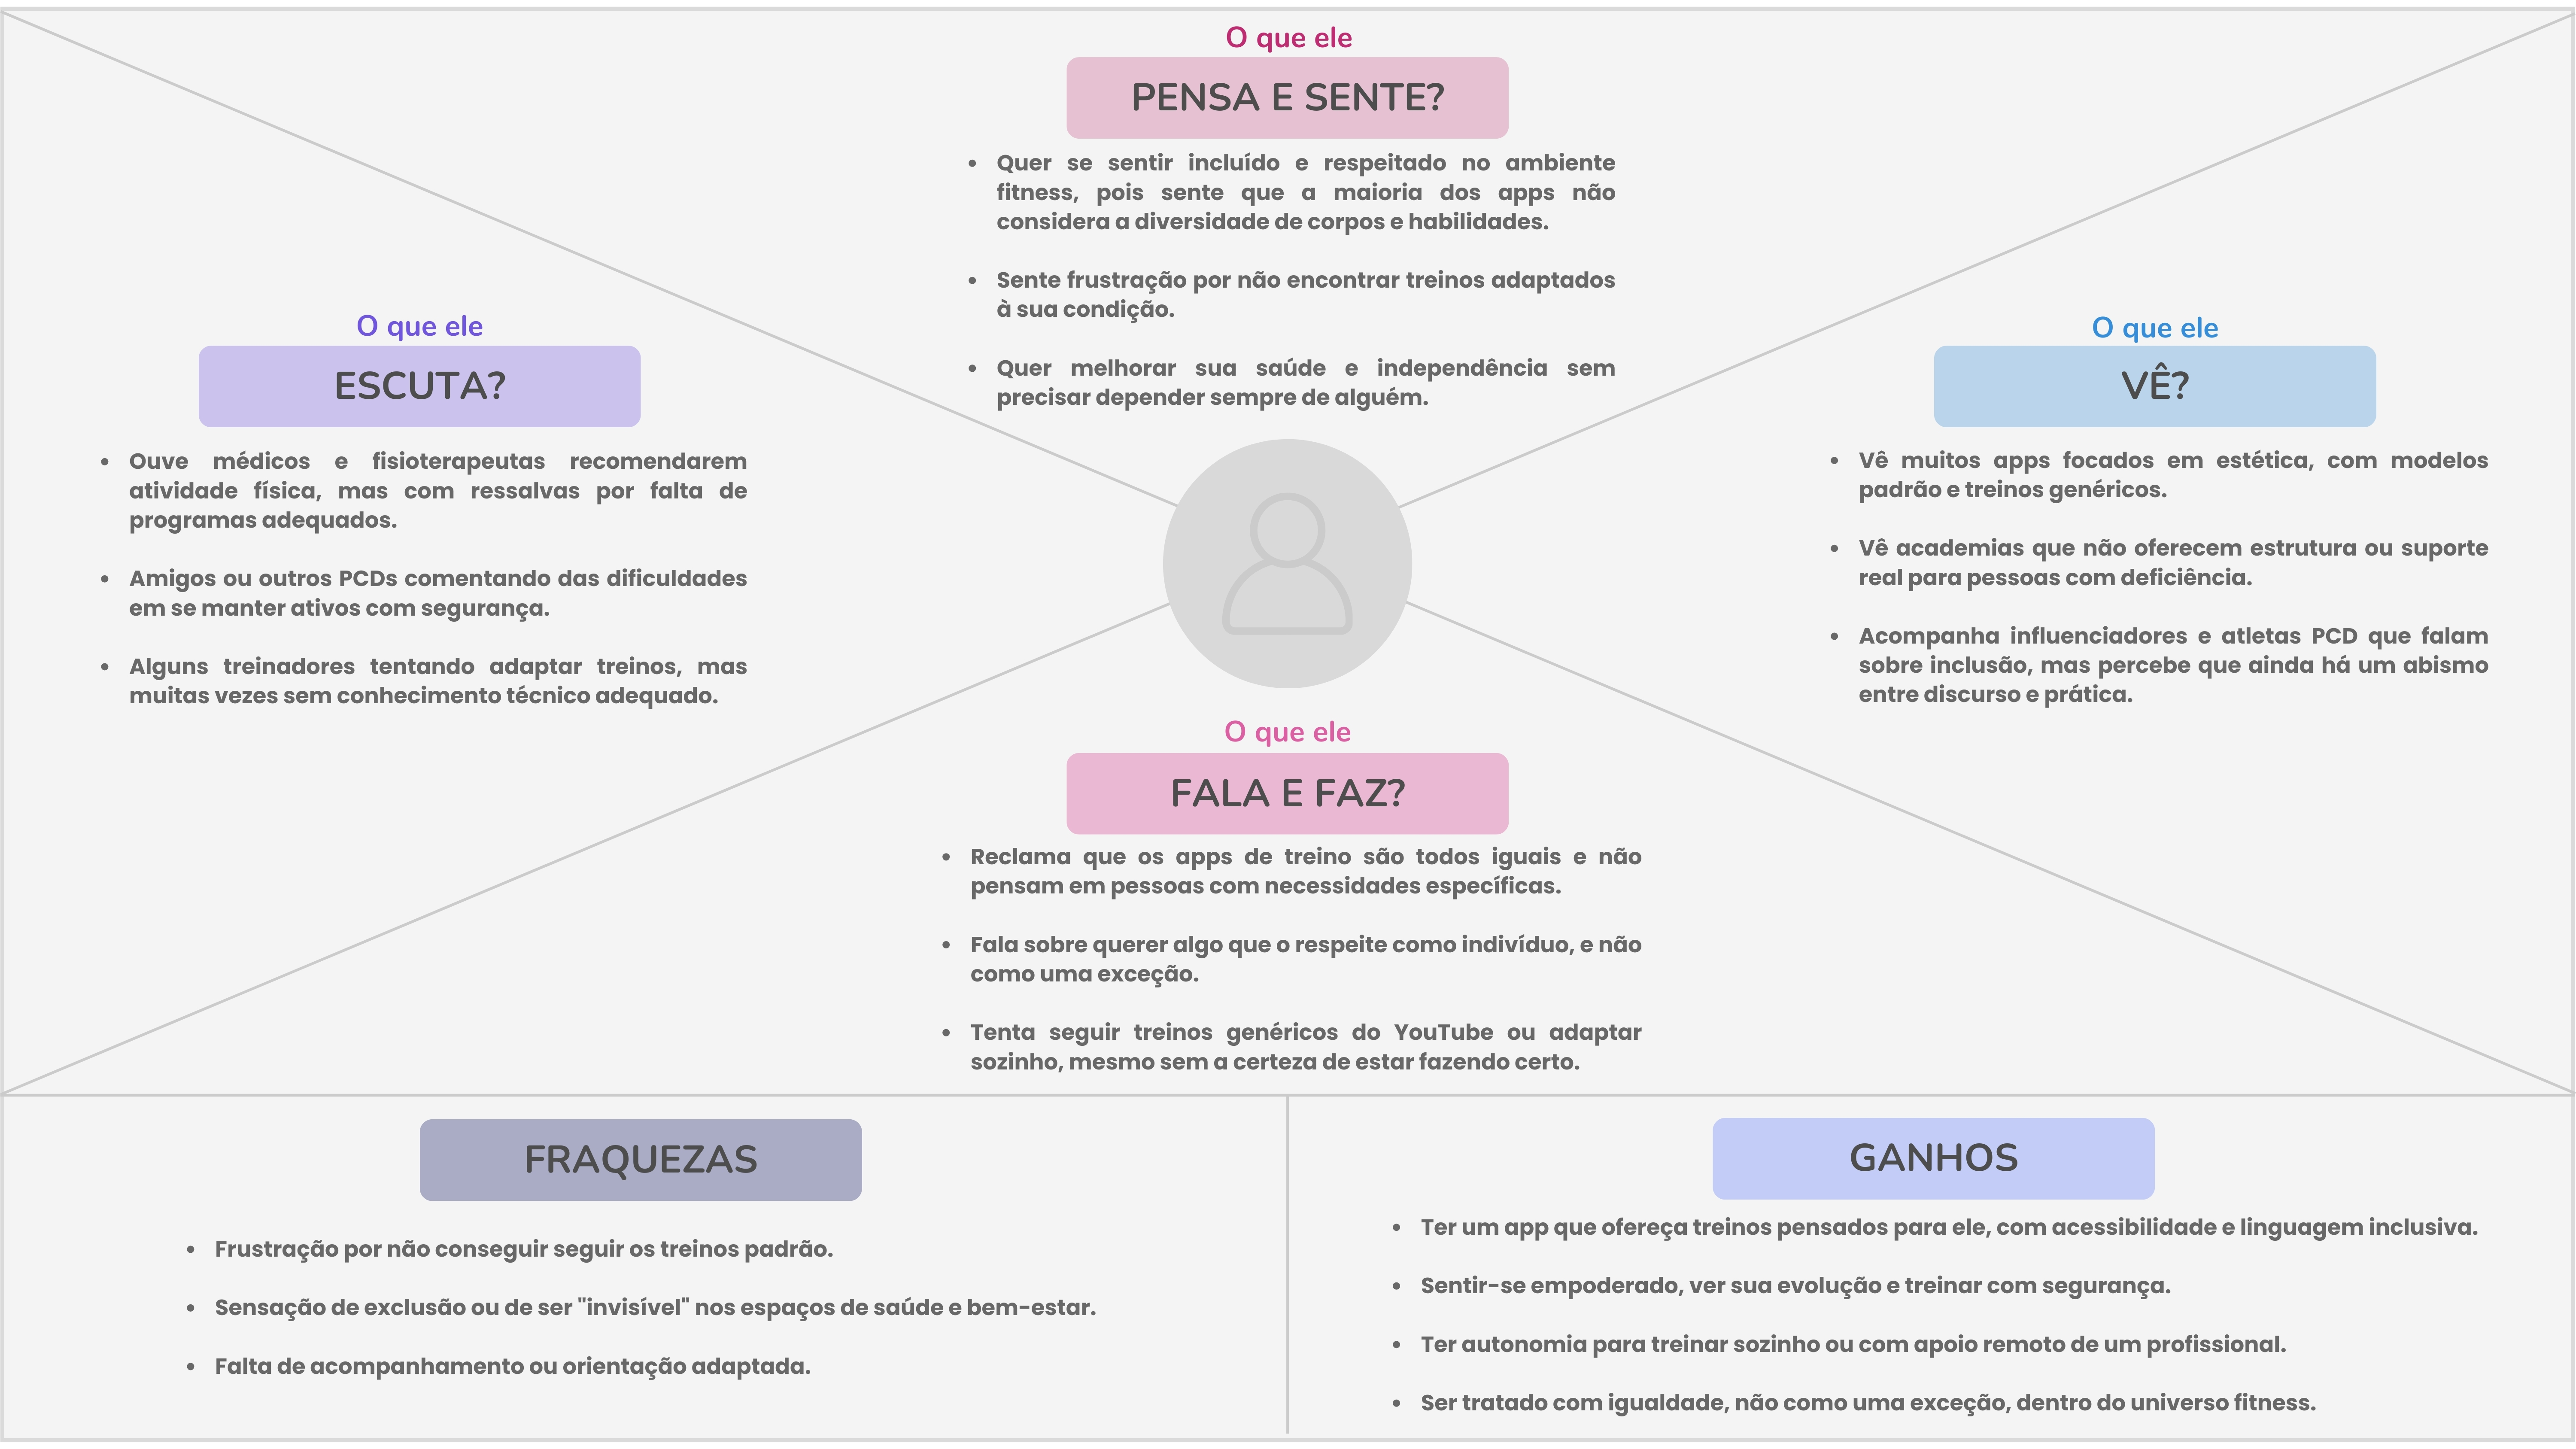 O que ele
PENSA E SENTE?
Quer se sentir incluído e respeitado no ambiente
fitness, pois sente que a maioria dos apps não
considera a diversidade de corpos e habilidades.
Sente frustração por não encontrar treinos adaptados
à sua condição.
Quer melhorar sua saúde e independência sem
precisar depender sempre de alguém.
O que ele
ESCUTA?
Ouve médicos e fisioterapeutas recomendarem
atividade física, mas com ressalvas por falta de
programas adequados.
Amigos ou outros PCDs comentando das dificuldades
em se manter ativos com segurança.
Alguns treinadores tentando adaptar treinos, mas
muitas vezes sem conhecimento técnico adequado.
O que ele
VÊ?
Vê muitos apps focados em estética, com modelos
padrão e treinos genéricos.
Vê academias que não oferecem estrutura ou suporte
real para pessoas com deficiência.
Acompanha influenciadores e atletas PCD que falam
sobre inclusão, mas percebe que ainda há um abismo
entre discurso e prática.
O que ele
FALA E FAZ?
Reclama que os apps de treino são todos iguais e não
pensam em pessoas com necessidades específicas.
Fala sobre querer algo que o respeite como indivíduo, e não
como uma exceção.
Tenta seguir treinos genéricos do YouTube ou adaptar
sozinho, mesmo sem a certeza de estar fazendo certo.
FRAQUEZAS
Frustração por não conseguir seguir os treinos padrão.
Sensação de exclusão ou de ser "invisível" nos espaços de saúde e bem-estar.
Falta de acompanhamento ou orientação adaptada.
GANHOS
Ter um app que ofereça treinos pensados para ele, com acessibilidade e linguagem inclusiva.
Sentir-se empoderado, ver sua evolução e treinar com segurança.
Ter autonomia para treinar sozinho ou com apoio remoto de um profissional.
Ser tratado com igualdade, não como uma exceção, dentro do universo fitness.